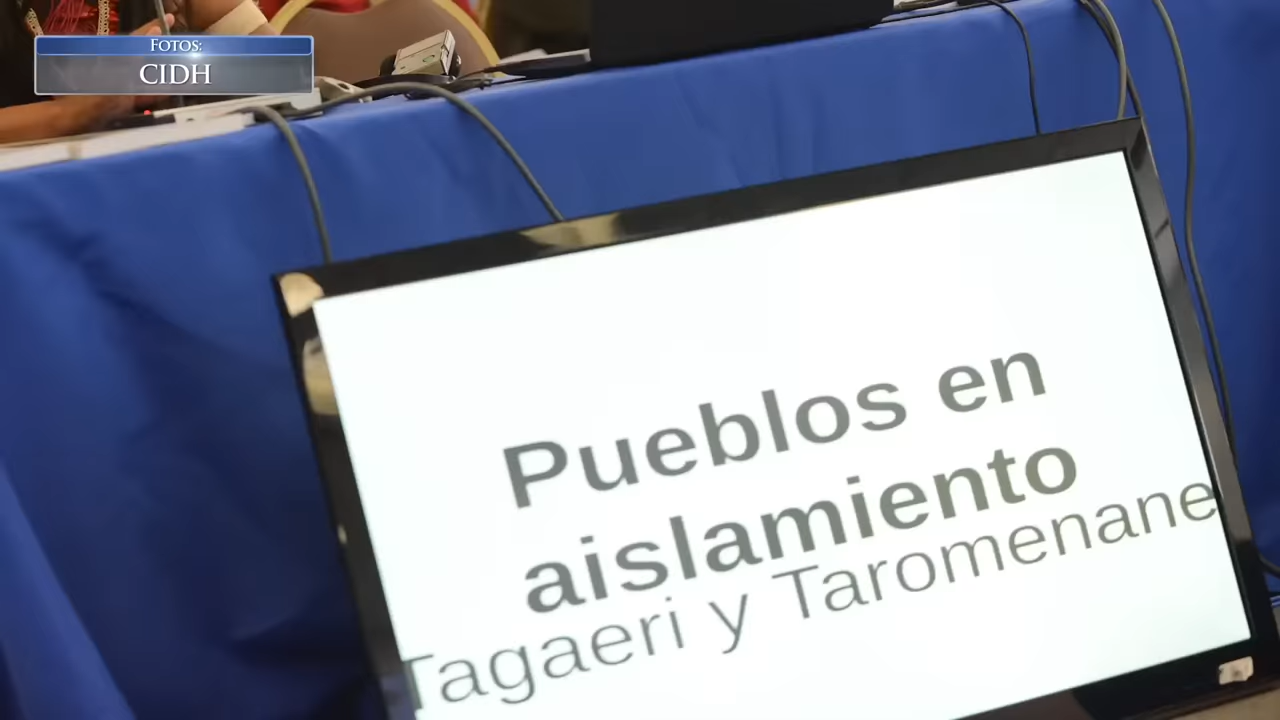 FOTOS:
CIDH
Pueblos en
aislamiento
Tagaeri y Taromenane